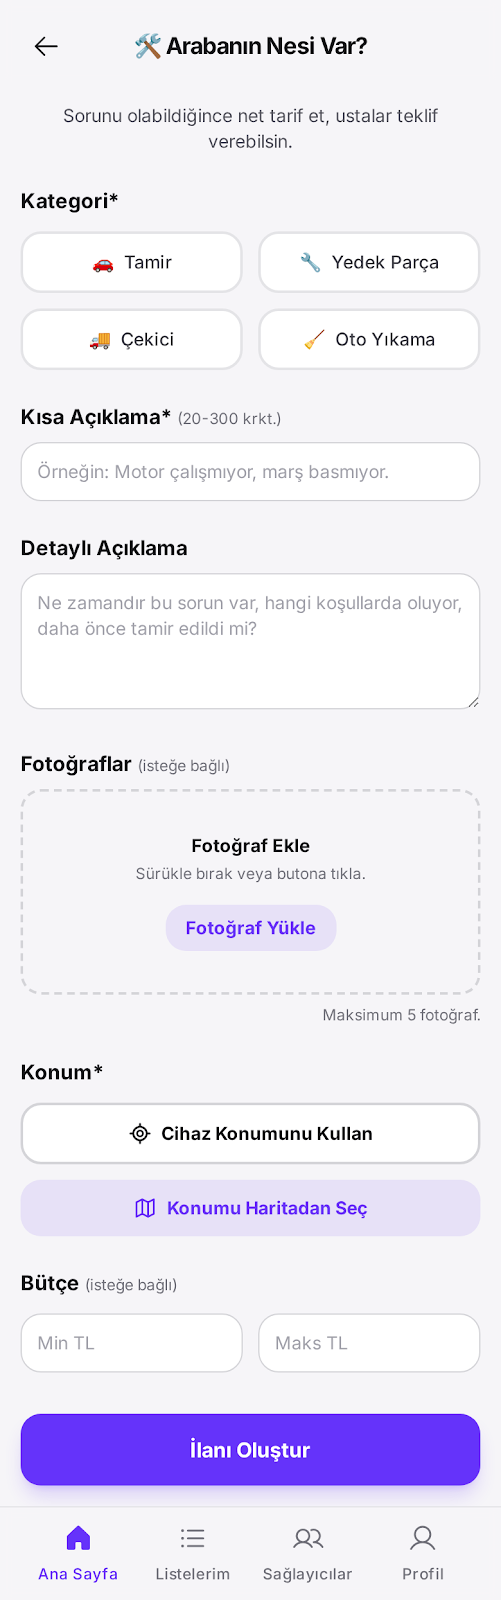 🛠️ Arabanın Nesi Var?
Sorunu olabildiğince net tarif et, ustalar teklif
verebilsin.
Kategori*
🚗 Tamir
🔧 Yedek Parça
🚚 Çekici
🧹 Oto Yıkama
Kısa Açıklama* (20-300 krkt.)
Örneğin: Motor çalışmıyor, marş basmıyor.
Detaylı Açıklama
Ne zamandır bu sorun var, hangi koşullarda oluyor,
daha önce tamir edildi mi?
Fotoğraflar (isteğe bağlı)
Fotoğraf Ekle
Sürükle bırak veya butona tıkla.
Fotoğraf Yükle
Maksimum 5 fotoğraf.
Konum*
Cihaz Konumunu Kullan
Konumu Haritadan Seç
Bütçe (isteğe bağlı)
Min TL
Maks TL
İlanı Oluştur
Ana Sayfa
Listelerim
Sağlayıcılar
Profil